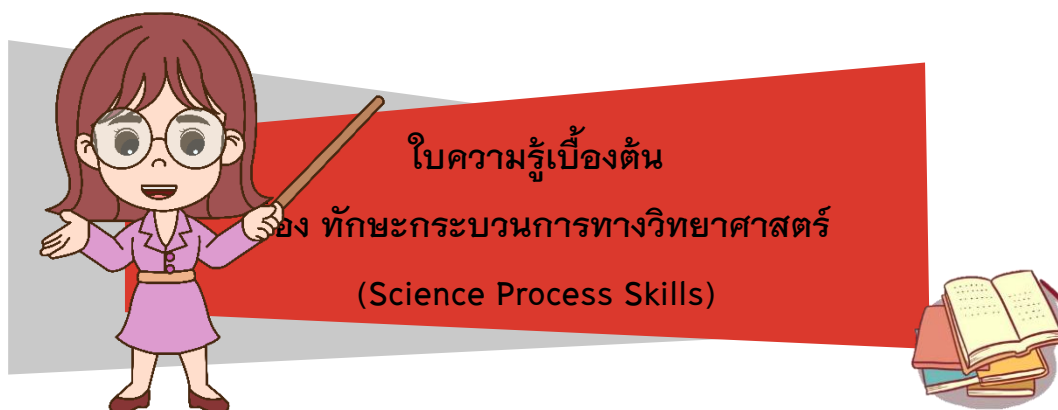 ใบความรู้เบื้องต้น
อง ทักษะกระบวนการทางวิทยาศาสตร์
(Science Process Skills)